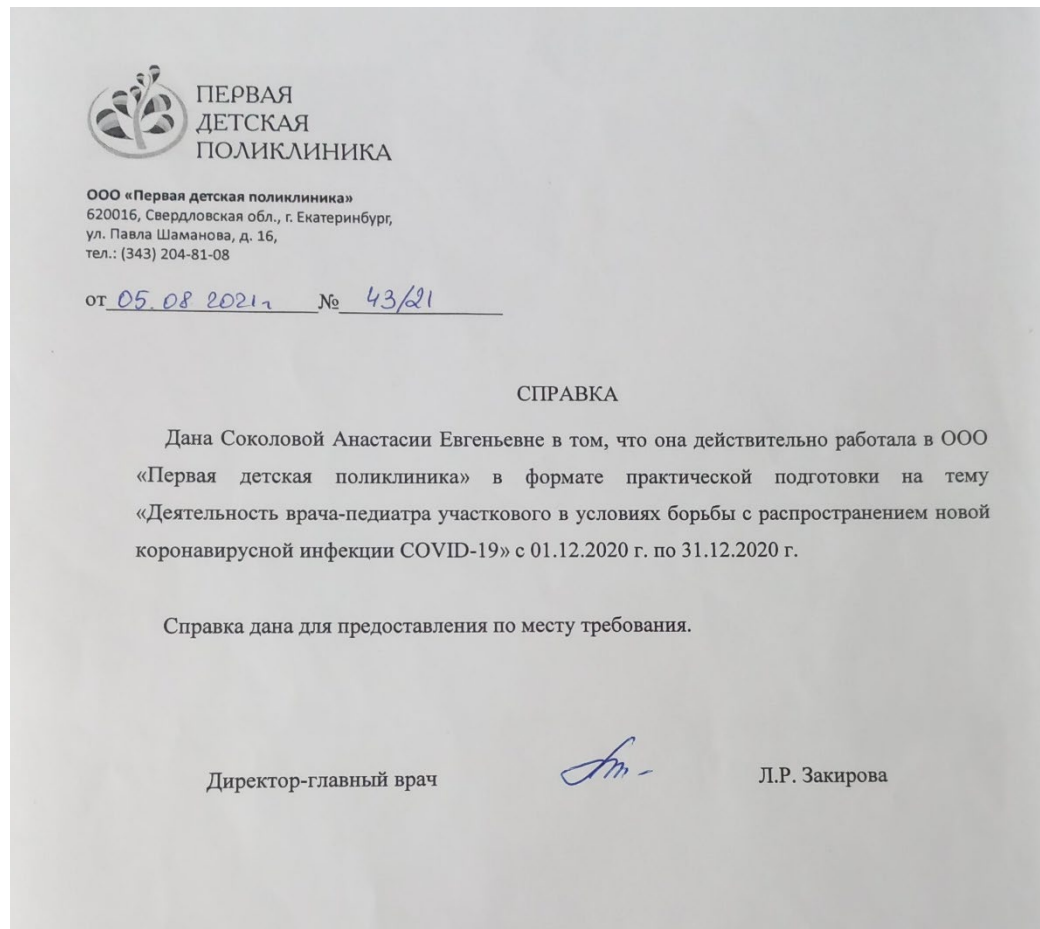 ПЕРВАЯ
ДЕТСКАЯ
ПОЛИКЛИНИКА
ООО «Первая детская поликлиника»
620016, Свердловская обл., г. Екатеринбург,
ул. Павла Шаманова, д. 16,
тел.: (343) 204-81-08
от 05.08 2021г № 43/21
СПРАВКА
Дана Соколовой Анастасии Евгеньевне в том, что она действительно работала в ООО
«Первая детская поликлиника» в формате практической подготовки на тему
«Деятельность врача-педиатра участкового в условиях борьбы с распространением новой
коронавирусной инфекции COVID-19» с 01.12.2020 г. по 31.12.2020 г.
Справка дана для предоставления по месту требования.
Директор-главный врач Л.Р. Закирова